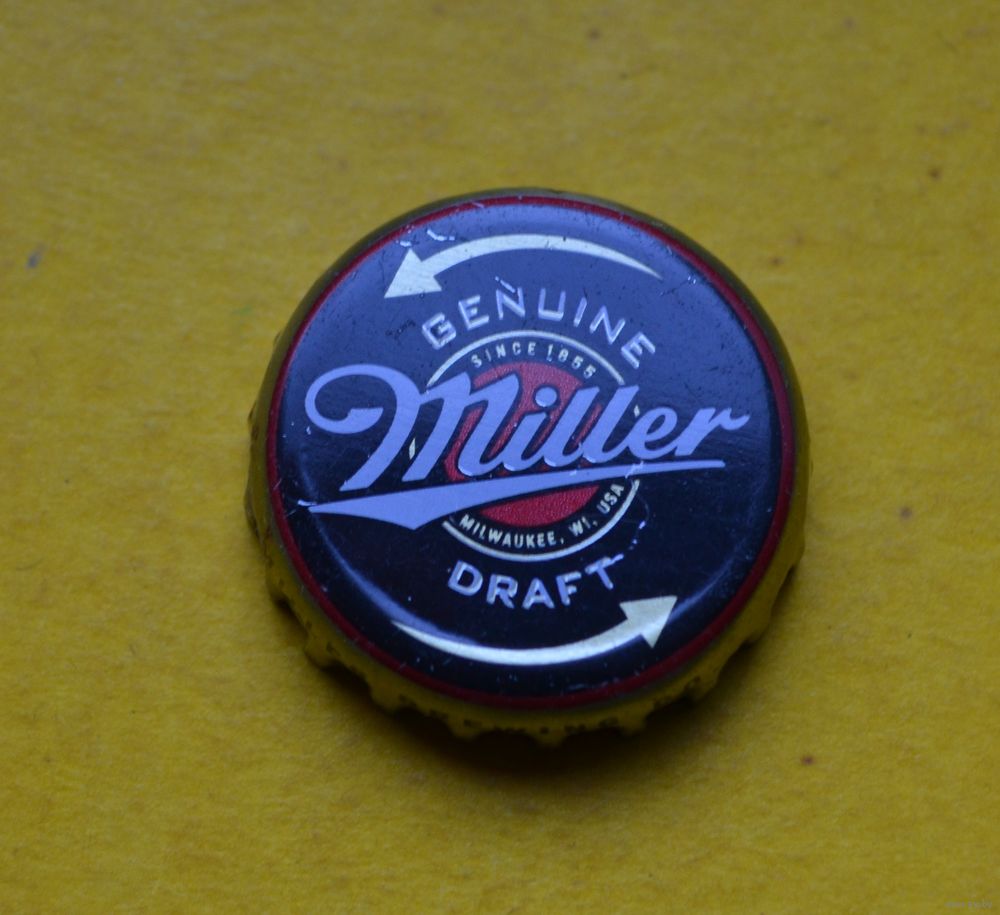 GENUINE
SINCE 1855
Miller
MILWAUKEE, WI, USA
DRAFT